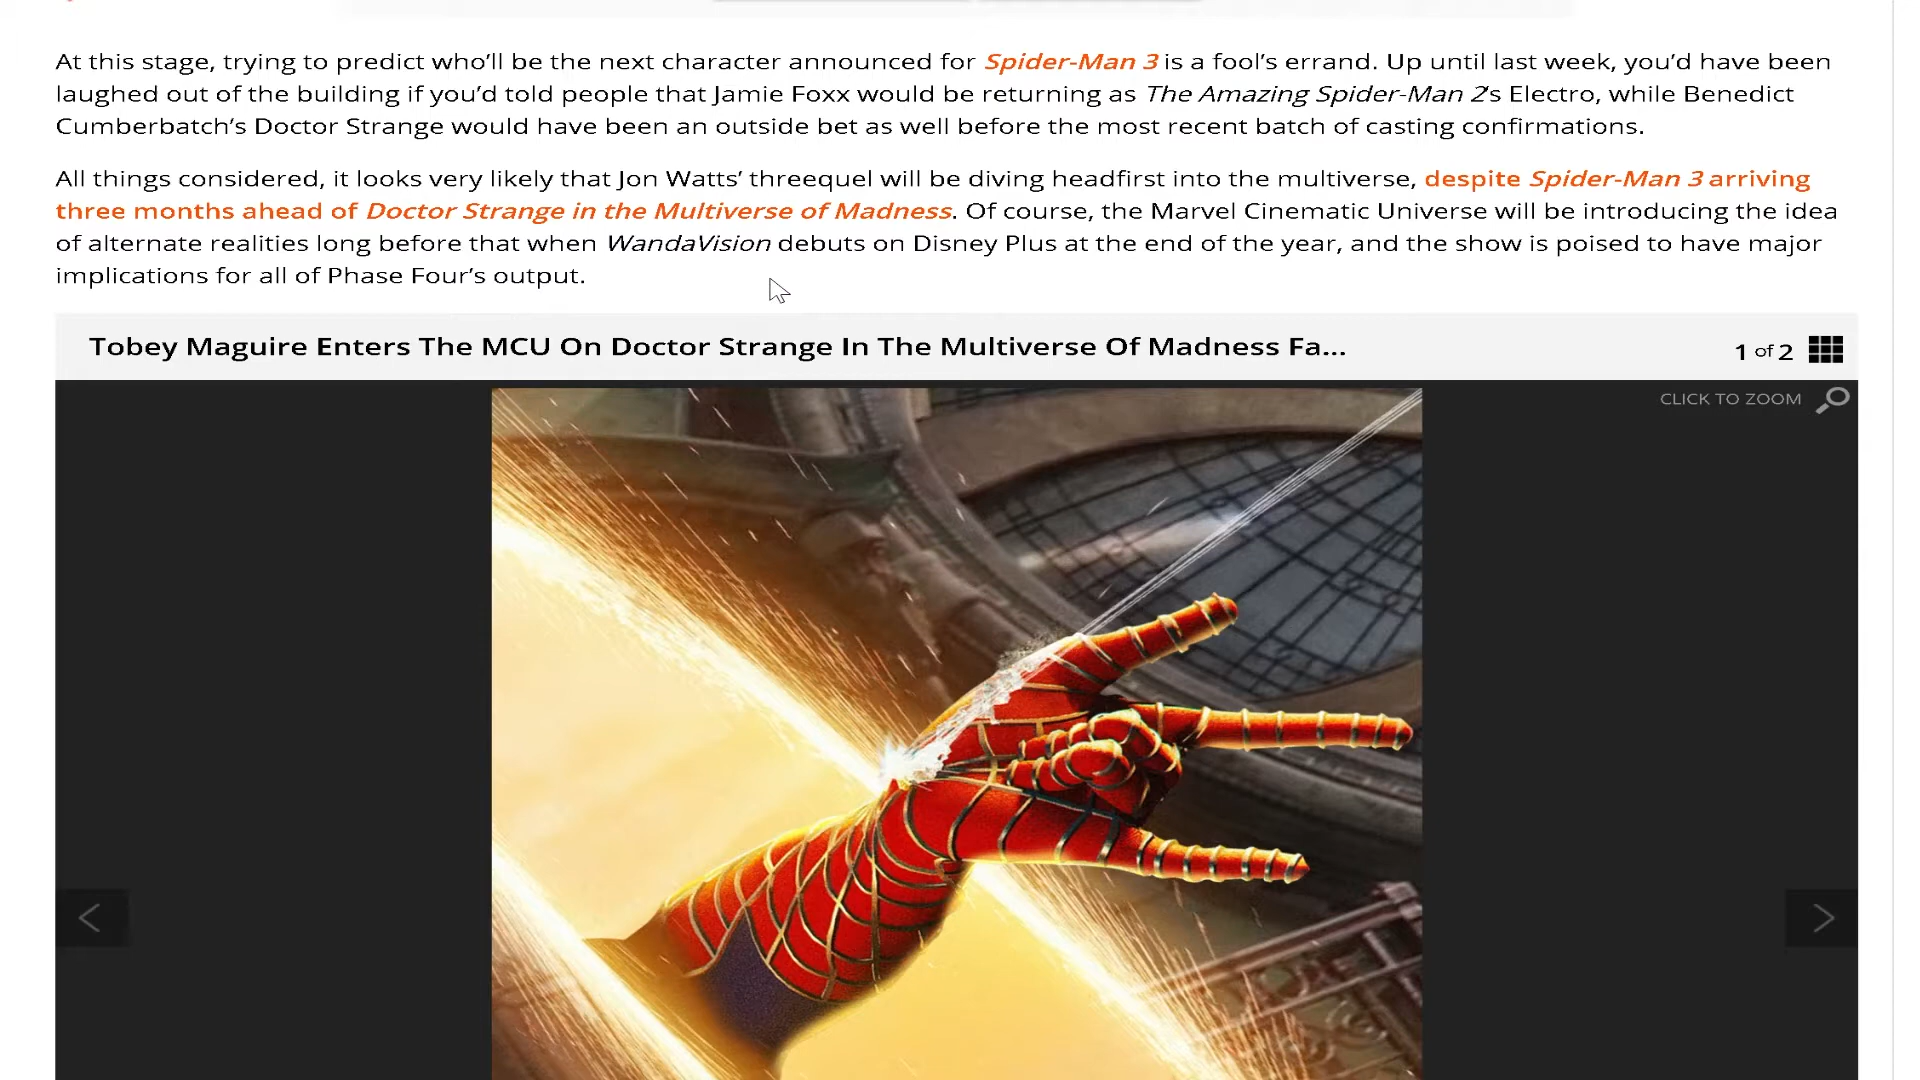 At this stage, trying to predict who’ll be the next character announced for Spider-Man 3 is a fool’s errand. Up until last week, you’d have been
laughed out of the building if you’d told people that Jamie Foxx would be returning as The Amazing Spider-Man 2’s Electro, while Benedict
Cumberbatch’s Doctor Strange would have been an outside bet as well before the most recent batch of casting confirmations.
All things considered, it looks very likely that Jon Watts’ threequel will be diving headfirst into the multiverse, despite Spider-Man 3 arriving
three months ahead of Doctor Strange in the Multiverse of Madness. Of course, the Marvel Cinematic Universe will be introducing the idea
of alternate realities long before that when WandaVision debuts on Disney Plus at the end of the year, and the show is poised to have major
implications for all of Phase Four’s output.
Tobey Maguire Enters The MCU On Doctor Strange In The Multiverse Of Madness Fa...
1 of 2
CLICK TO ZOOM